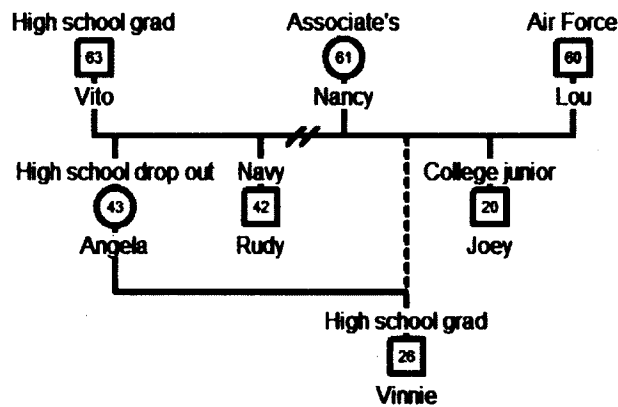 High school grad Associate's Air Force
63 61 60
Vito Nancy Lou
High school drop out Navy College junior
43 42 20
Angela Rudy Joey
High school grad
26
Vinnie